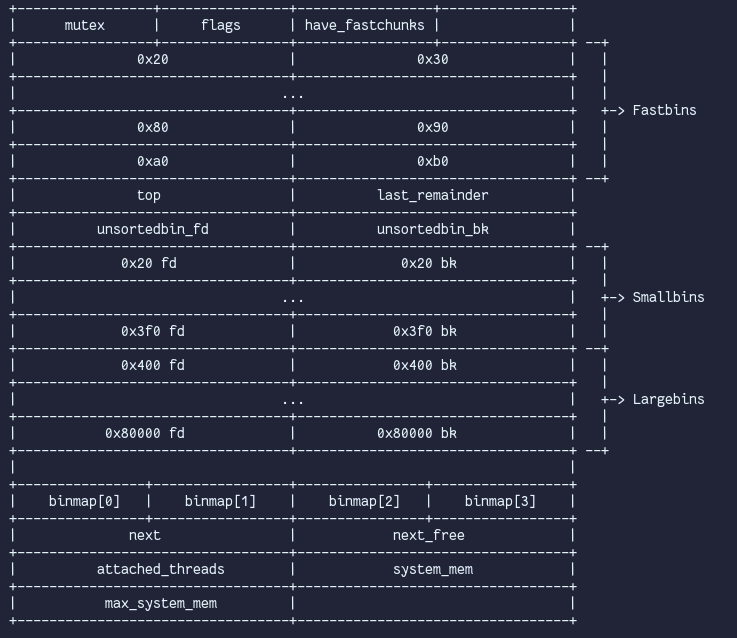 mutex flags have_fastchunks
0x20 0x30
...
Fastbins
0x80 0x90
0xa0 0xb0
top last_remainder
unsortedbin_fd unsortedbin_bk
0x20 fd 0x20 bk
... Smallbins
0x3f0 fd 0x3f0 bk
0x400 fd 0x400 bk
... Largebins
0x80000 fd 0x80000 bk
binmap[0] binmap[1] binmap[2] binmap[3]
next next_free
attached_threads system_mem
max_system_mem